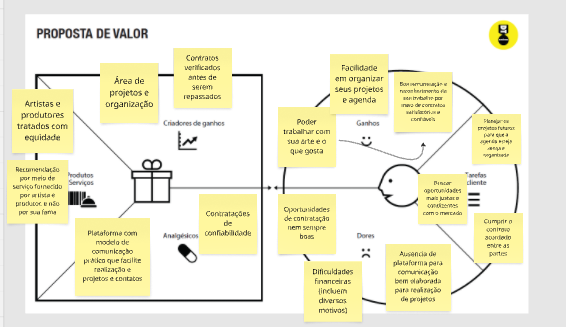 PROPOSTA DE VALOR
Contratos
verificados
antes de
serem
repassados
Área de
projetos e
organização
Artistas e
produtores
tratados com
equidade
Criadores de ganhos
Recomendação
por meio de
serviço fornecido
por artista e
produtor, e não
por sua fama
Produtos
Serviços
Plataforma com
modelo de
comunicação
prático que facilite
realização e
projetos e contatos
Contratações
de
confiabilidade
Analgésicos
Facilidade
em organizar
seus projetos
e agenda
Boa remuneração e
reconhecimento do
seu trabalho por
meio de contratos
satisfatórios e
confiáveis
Poder
trabalhar com
sua arte e o
que gosta
Ganhos
Planejar os
projetos futuros
para que a
agenda esteja
sempre
organizada
Tarefas
cliente
Buscar
oportunidades
mais justas e
condizentes
com o mercado
Oportunidades
de contratação
nem sempre
boas
Cumprir o
contrato
acordado
entre as
partes
Dores
Ausencia de
plataforma para
comunicação
bem elaborada
para realização
de projetos
Dificuldades
financeiras
(incluem
diversos
motivos)